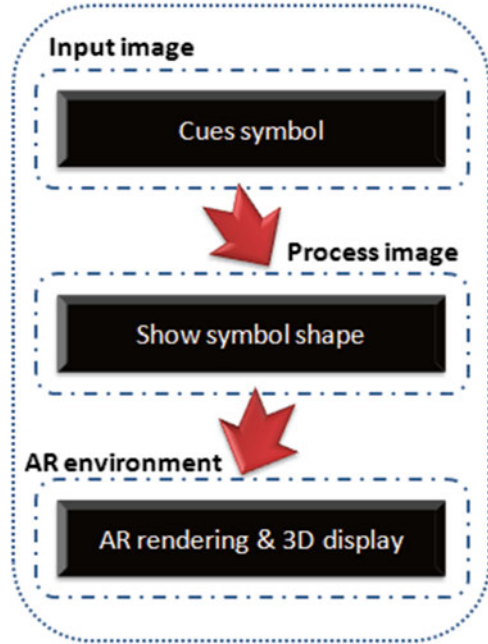 Input image
Cues symbol
Process image
Show symbol shape
AR environment
AR rendering & 3D display